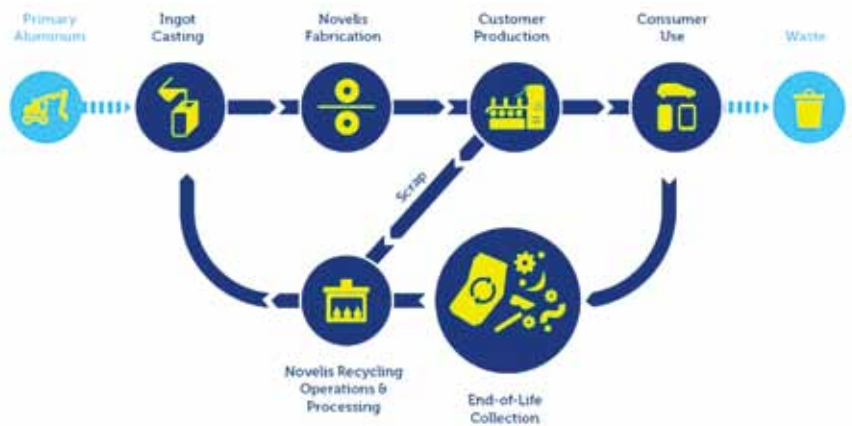 Primary
Aluminum
Ingot
Casting
Novelis
Fabrication
Customer
Production
Consumer
Use
Waste
Scrap
Novelis Recycling
Operations &
Processing
End-of-Life
Collection